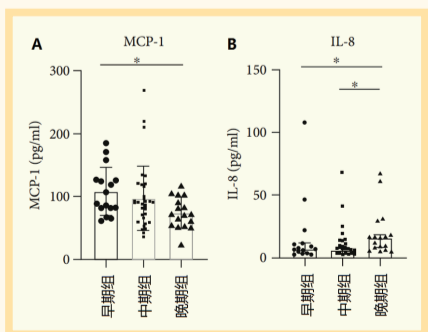 A
MCP-1
*
MCP-1 (pg/ml)
300
200
100
0
早期组
中期组
晚期组
B
IL-8
*
*
IL-8 (pg/ml)
150
100
50
0
早期组
中期组
晚期组